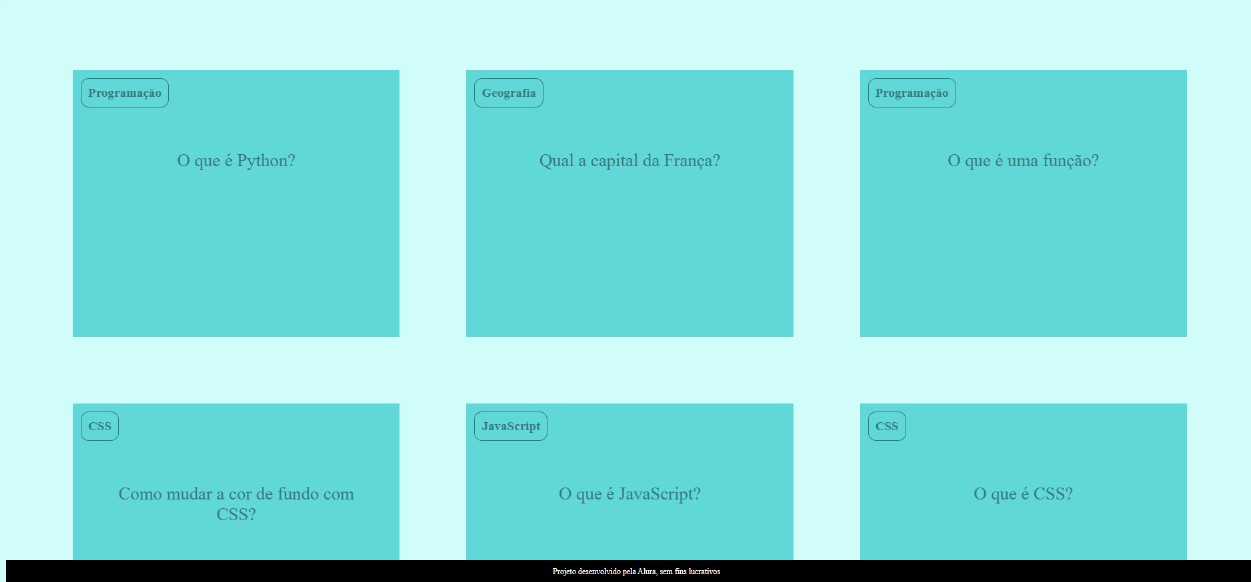 Programação
O que é Python?
Geografia
Qual a capital da França?
Programação
O que é uma função?
CSS
Como mudar a cor de fundo com
CSS?
JavaScript
O que é JavaScript?
CSS
O que é CSS?
Projeto desenvolvido pela Alura, sem fins lucrativos